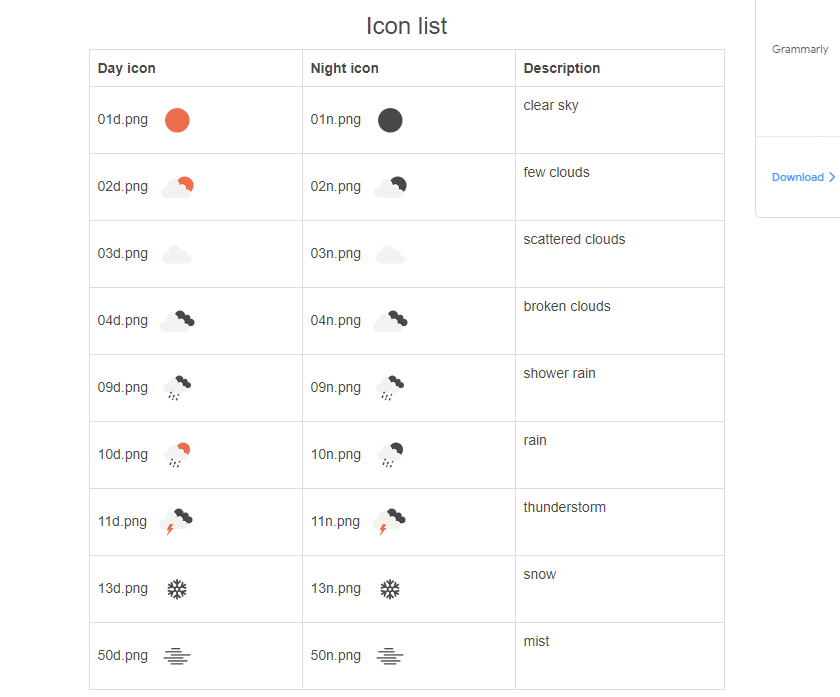 Icon list
Grammarly
Day icon Night icon Description
01d.png 01n.png clear sky
02d.png 02n.png few clouds
Download
03d.png 03n.png scattered clouds
04d.png 04n.png broken clouds
09d.png 09n.png shower rain
10d.png 10n.png rain
11d.png 11n.png thunderstorm
13d.png 13n.png snow
50d.png 50n.png mist